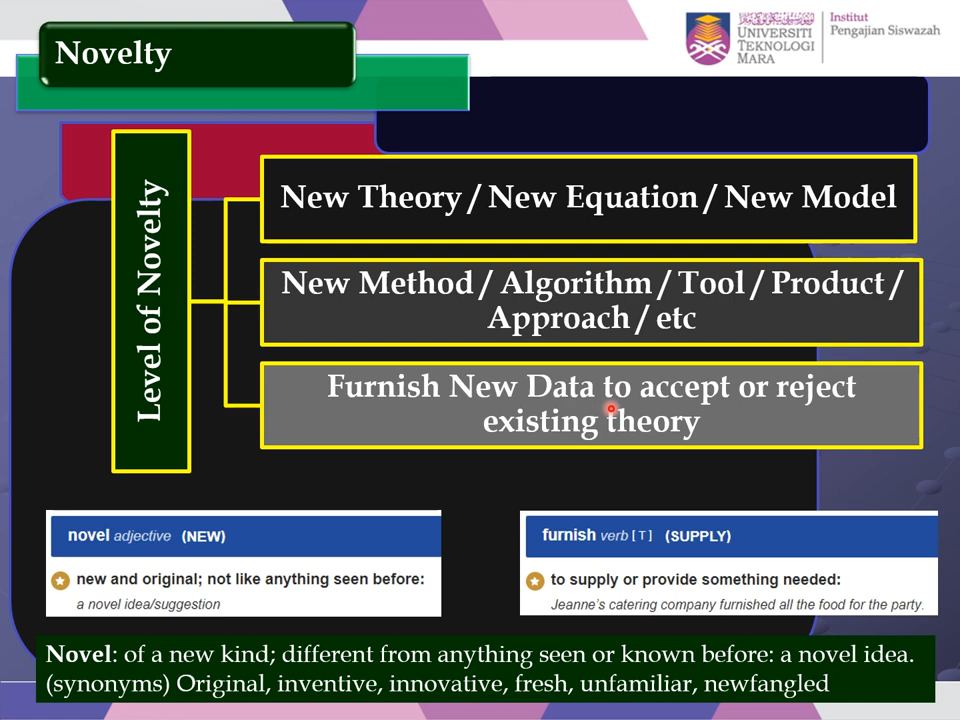 Novelty
UNIVERSITI
TEKNOLOGI
MARA
Institut
Pengajian Siswazah
Level of Novelty
New Theory / New Equation / New Model
New Method / Algorithm / Tool / Product /
Approach / etc
Furnish New Data to accept or reject
existing theory
novel adjective (NEW)
new and original; not like anything seen before:
a novel idea/suggestion
furnish verb [ T ] (SUPPLY)
to supply or provide something needed:
Jeanne's catering company furnished all the food for the party.
Novel: of a new kind; different from anything seen or known before: a novel idea.
(synonyms) Original, inventive, innovative, fresh, unfamiliar, newfangled